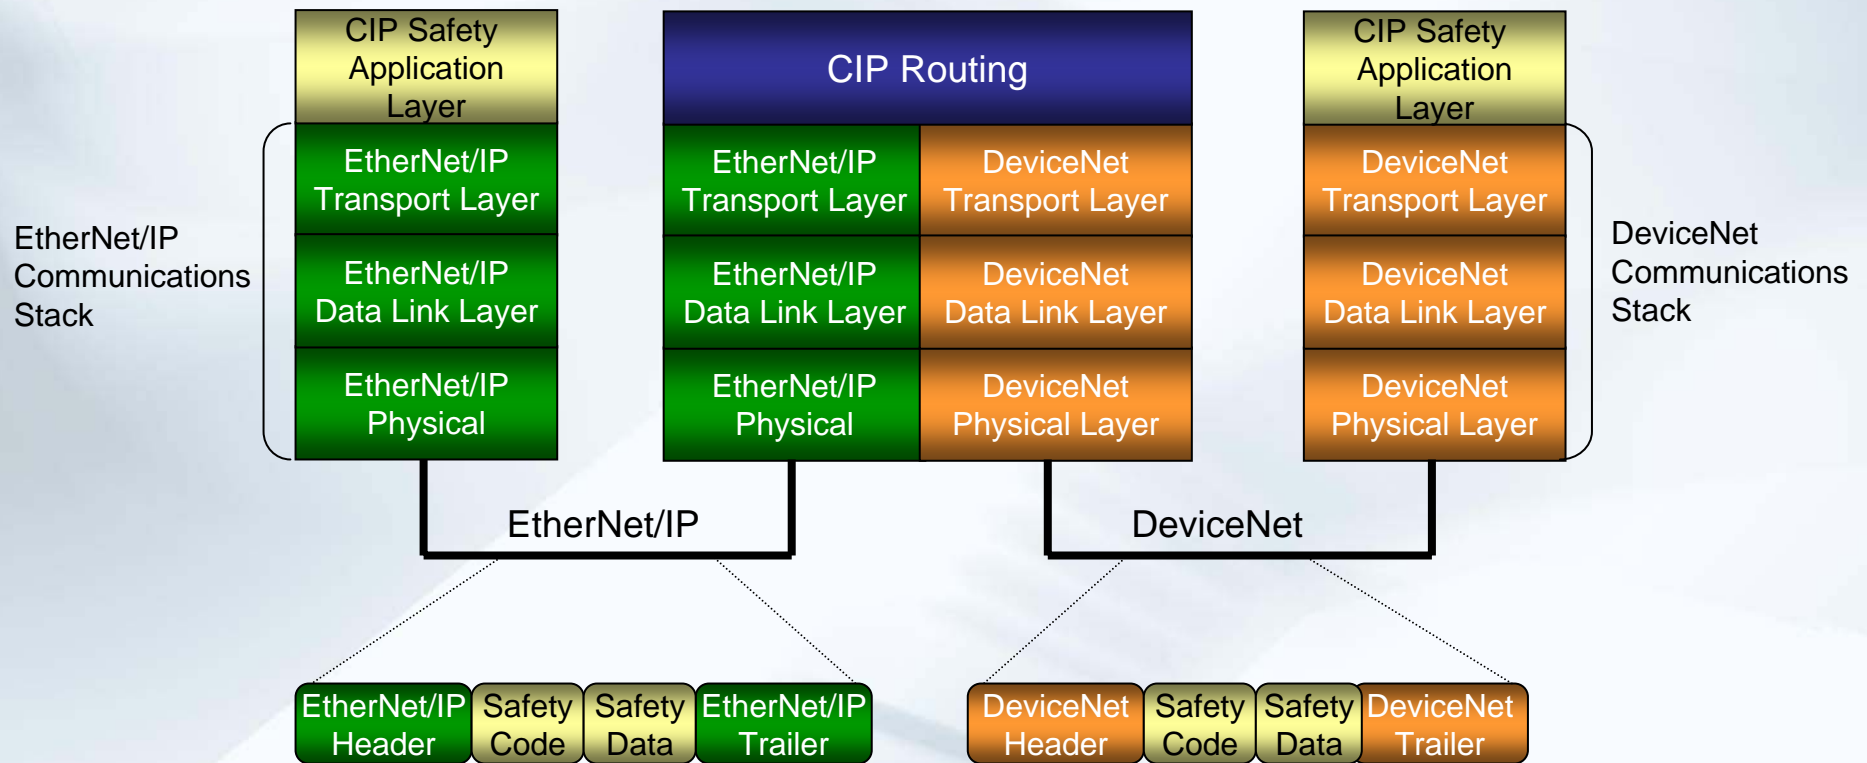 CIP Safety
Application
Layer
CIP Routing
CIP Safety
Application
Layer
EtherNet/IP
Communications
Stack
EtherNet/IP
Transport Layer
EtherNet/IP
Data Link Layer
EtherNet/IP
Physical
EtherNet/IP
Transport Layer
EtherNet/IP
Data Link Layer
EtherNet/IP
Physical
DeviceNet
Transport Layer
DeviceNet
Data Link Layer
DeviceNet
Physical Layer
DeviceNet
Transport Layer
DeviceNet
Data Link Layer
DeviceNet
Physical Layer
DeviceNet
Communications
Stack
EtherNet/IP
DeviceNet
EtherNet/IP
Header
Safety
Code
Safety
Data
EtherNet/IP
Trailer
DeviceNet
Header
Safety
Code
Safety
Data
DeviceNet
Trailer